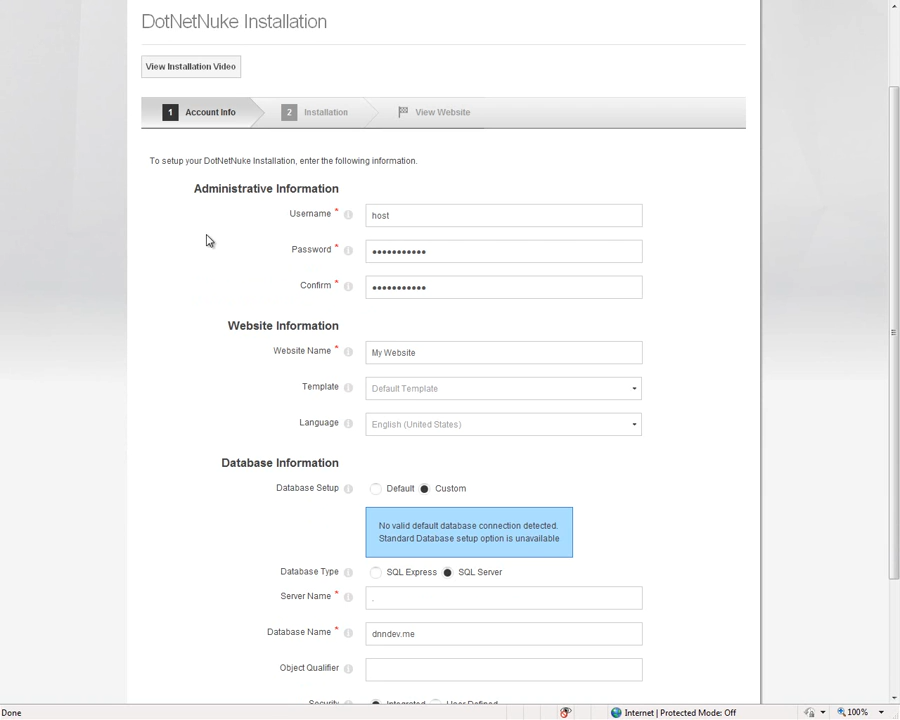 DotNetNuke Installation
View Installation Video
1 Account Info 2 Installation View Website
To setup your DotNetNuke Installation, enter the following information.
Administrative Information
Username * host
Password * •••••••••••
Confirm * •••••••••••
Website Information
Website Name * My Website
Template Default Template
Language English (United States)
Database Information
Database Setup Default Custom
No valid default database connection detected.
Standard Database setup option is unavailable
Database Type SQL Express SQL Server
Server Name * .
Database Name * dnndev.me
Object Qualifier
Security Integrated User Defined
Done Internet | Protected Mode: Off 100%